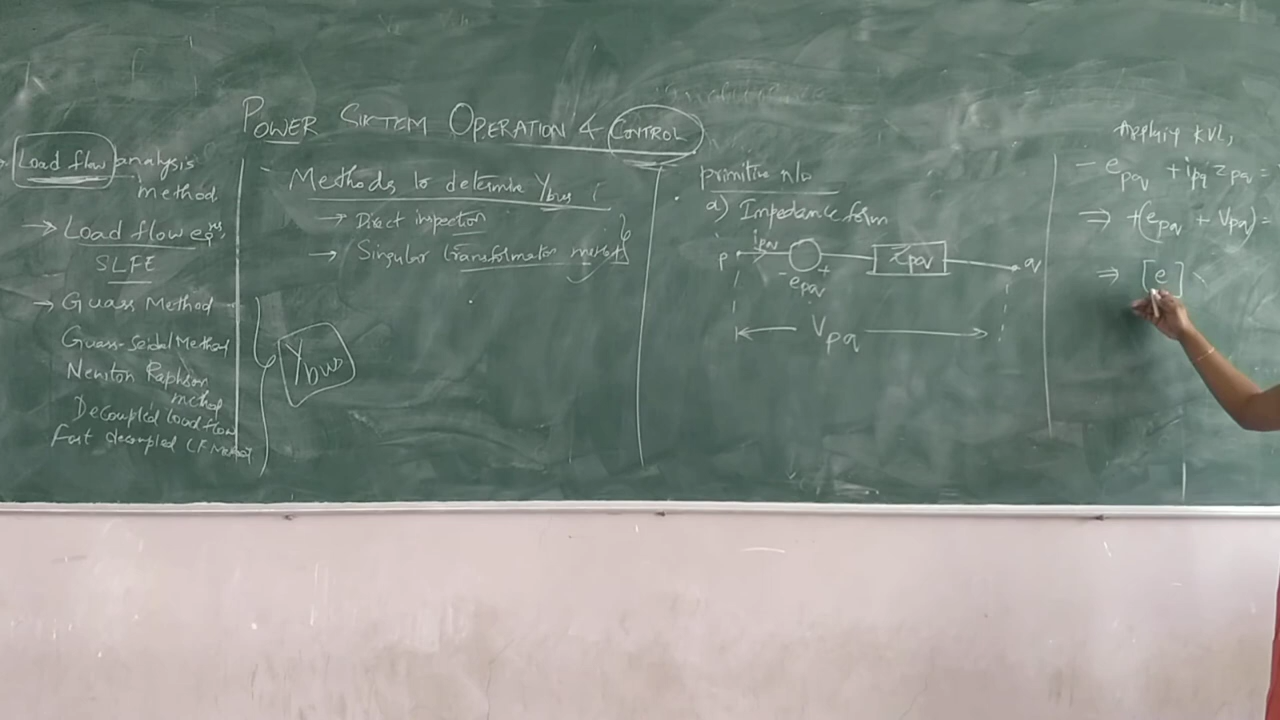 POWER SISTEM OPERATION & CONTROL
Load flow analysis
method
→ Load flow eqns,
SLFE
→ Guass Method
Guass-Seidal Method
Newton Raphson
method
Decoupled load flow
Fast decoupled LF Method
Ybus
Methods to determine Ybus :
→ Direct inspection
→ Singular transformation method
primitive n/w
a) Impedance form
p ipq zpq q
- epq +
Vpq
Applying KVL,
- epq + ipq zpq =
⇒ +(epq + Vpq) =
⇒ [e]